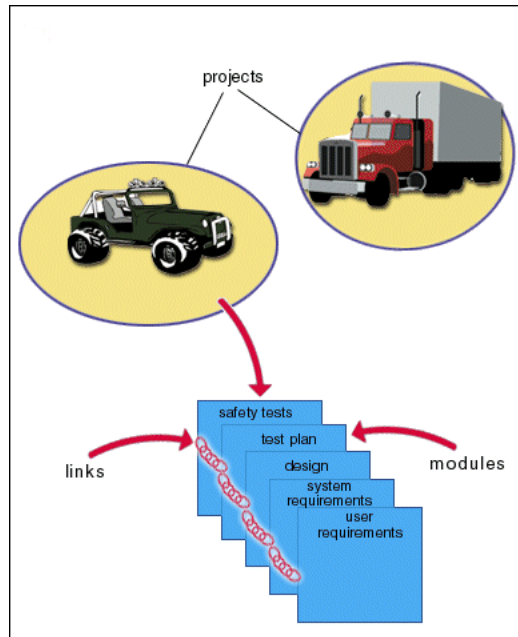 projects
safety tests
test plan
links
modules
design
system
requirements
user
requirements